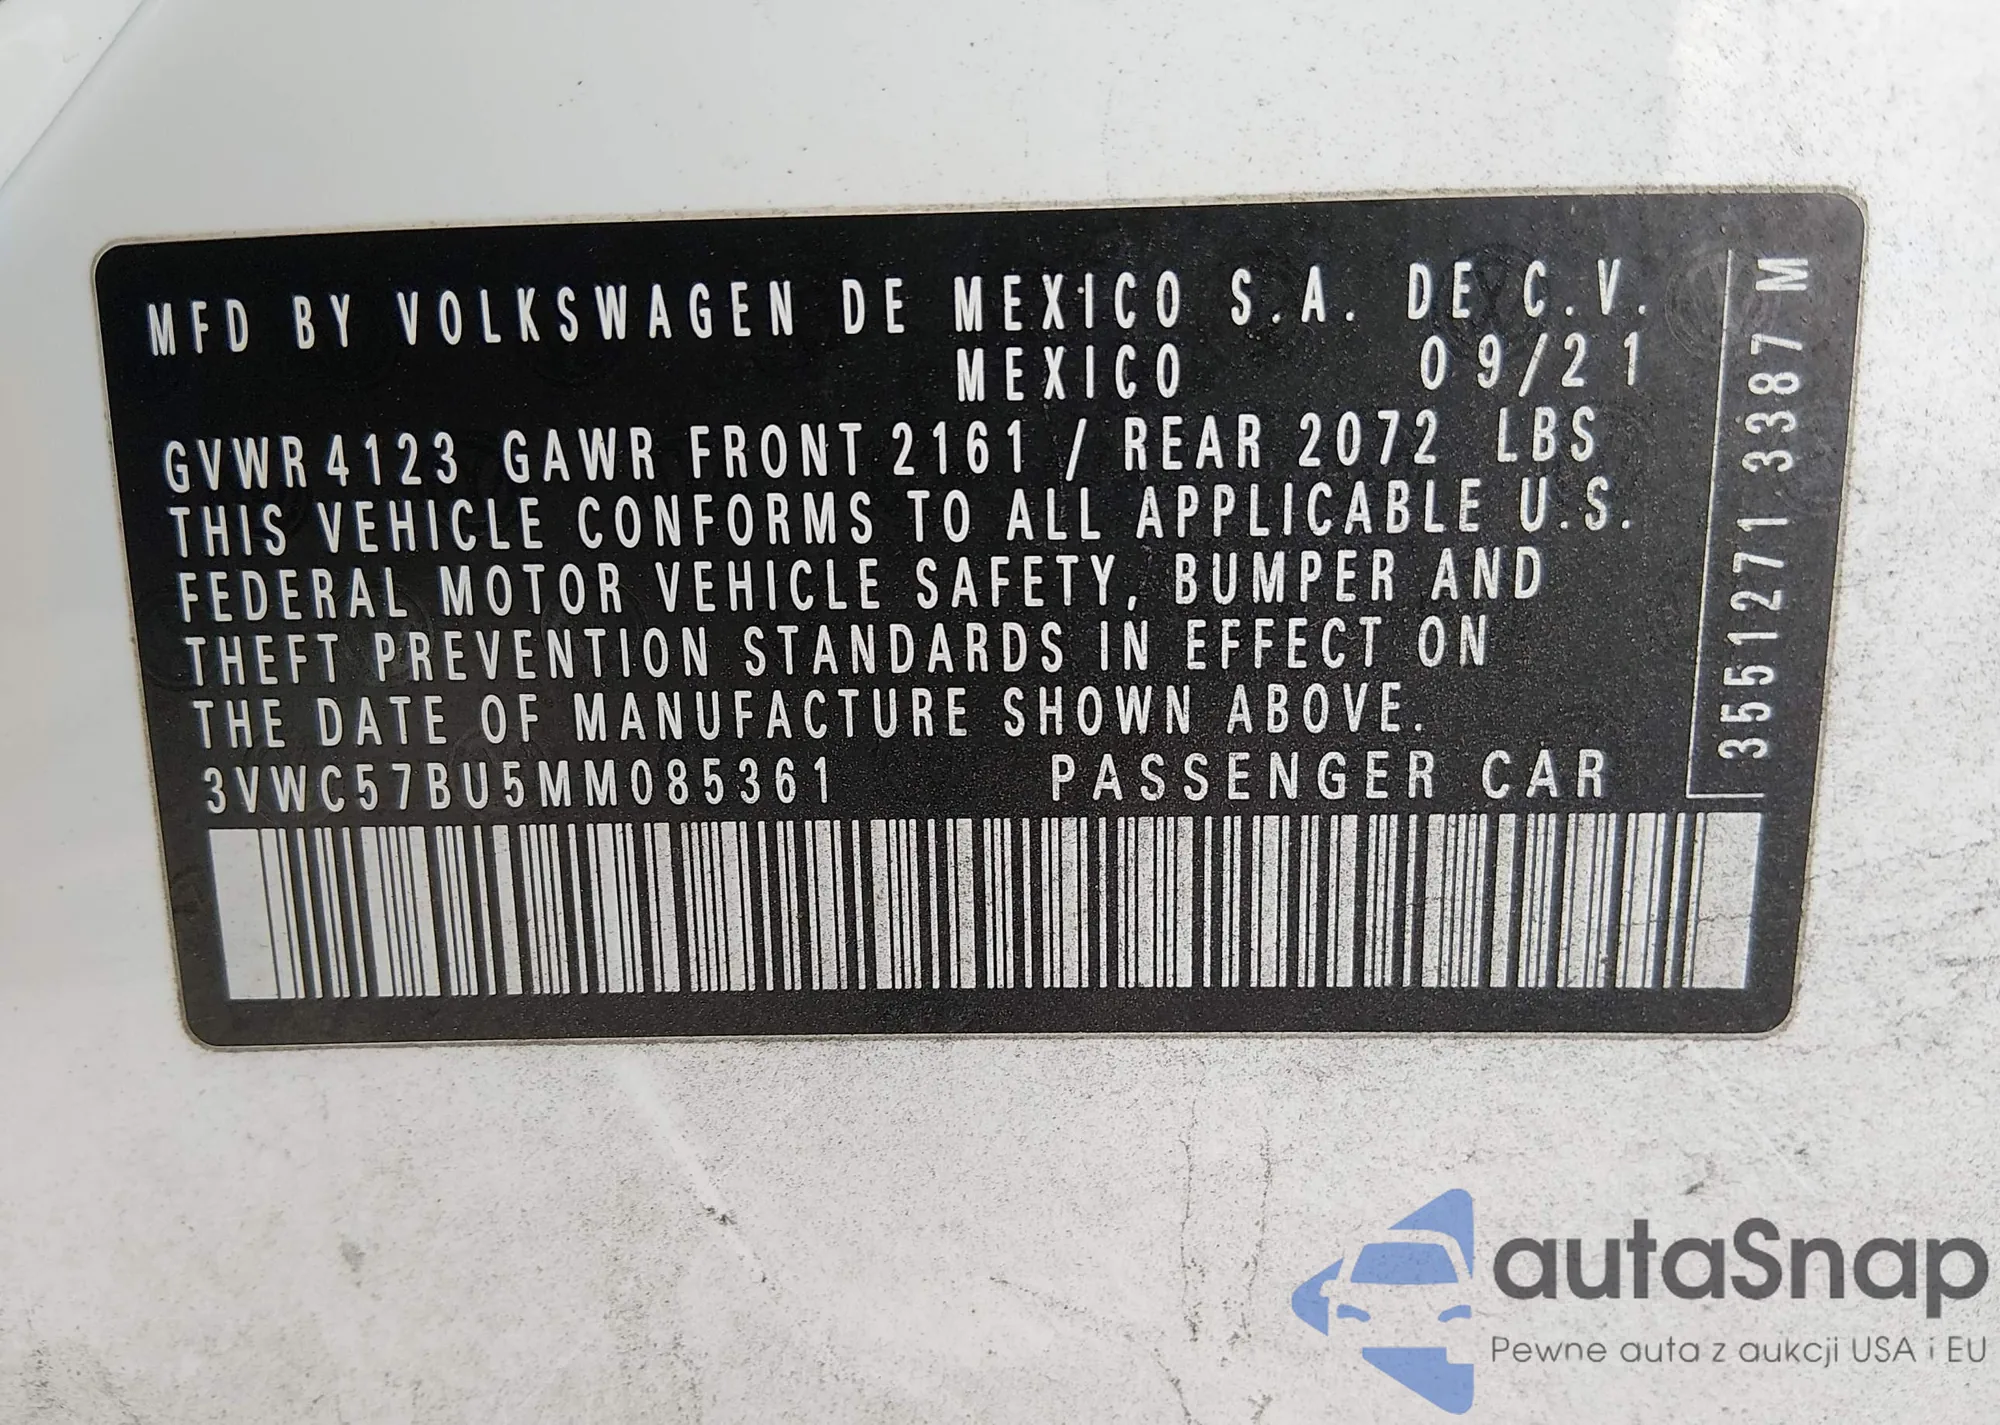 MFD BY VOLKSWAGEN DE MEXICO S.A. DE C.V.
MEXICO 09/21
GVWR 4123 GAWR FRONT 2161 / REAR 2072 LBS
THIS VEHICLE CONFORMS TO ALL APPLICABLE U.S.
FEDERAL MOTOR VEHICLE SAFETY, BUMPER AND
THEFT PREVENTION STANDARDS IN EFFECT ON
THE DATE OF MANUFACTURE SHOWN ABOVE.
3VWC57BU5MM085361 PASSENGER CAR
3551271 3387 M
autaSnap
Pewne auta z aukcji USA i EU